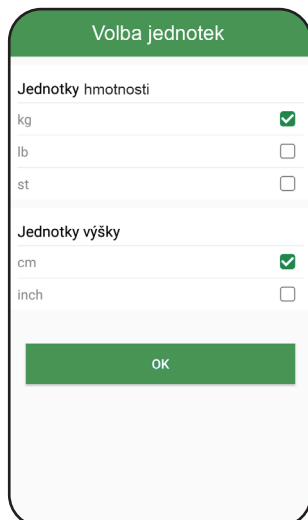 Volba jednotek
Jednotky hmotnosti
kg
lb
st
Jednotky výšky
cm
inch
OK